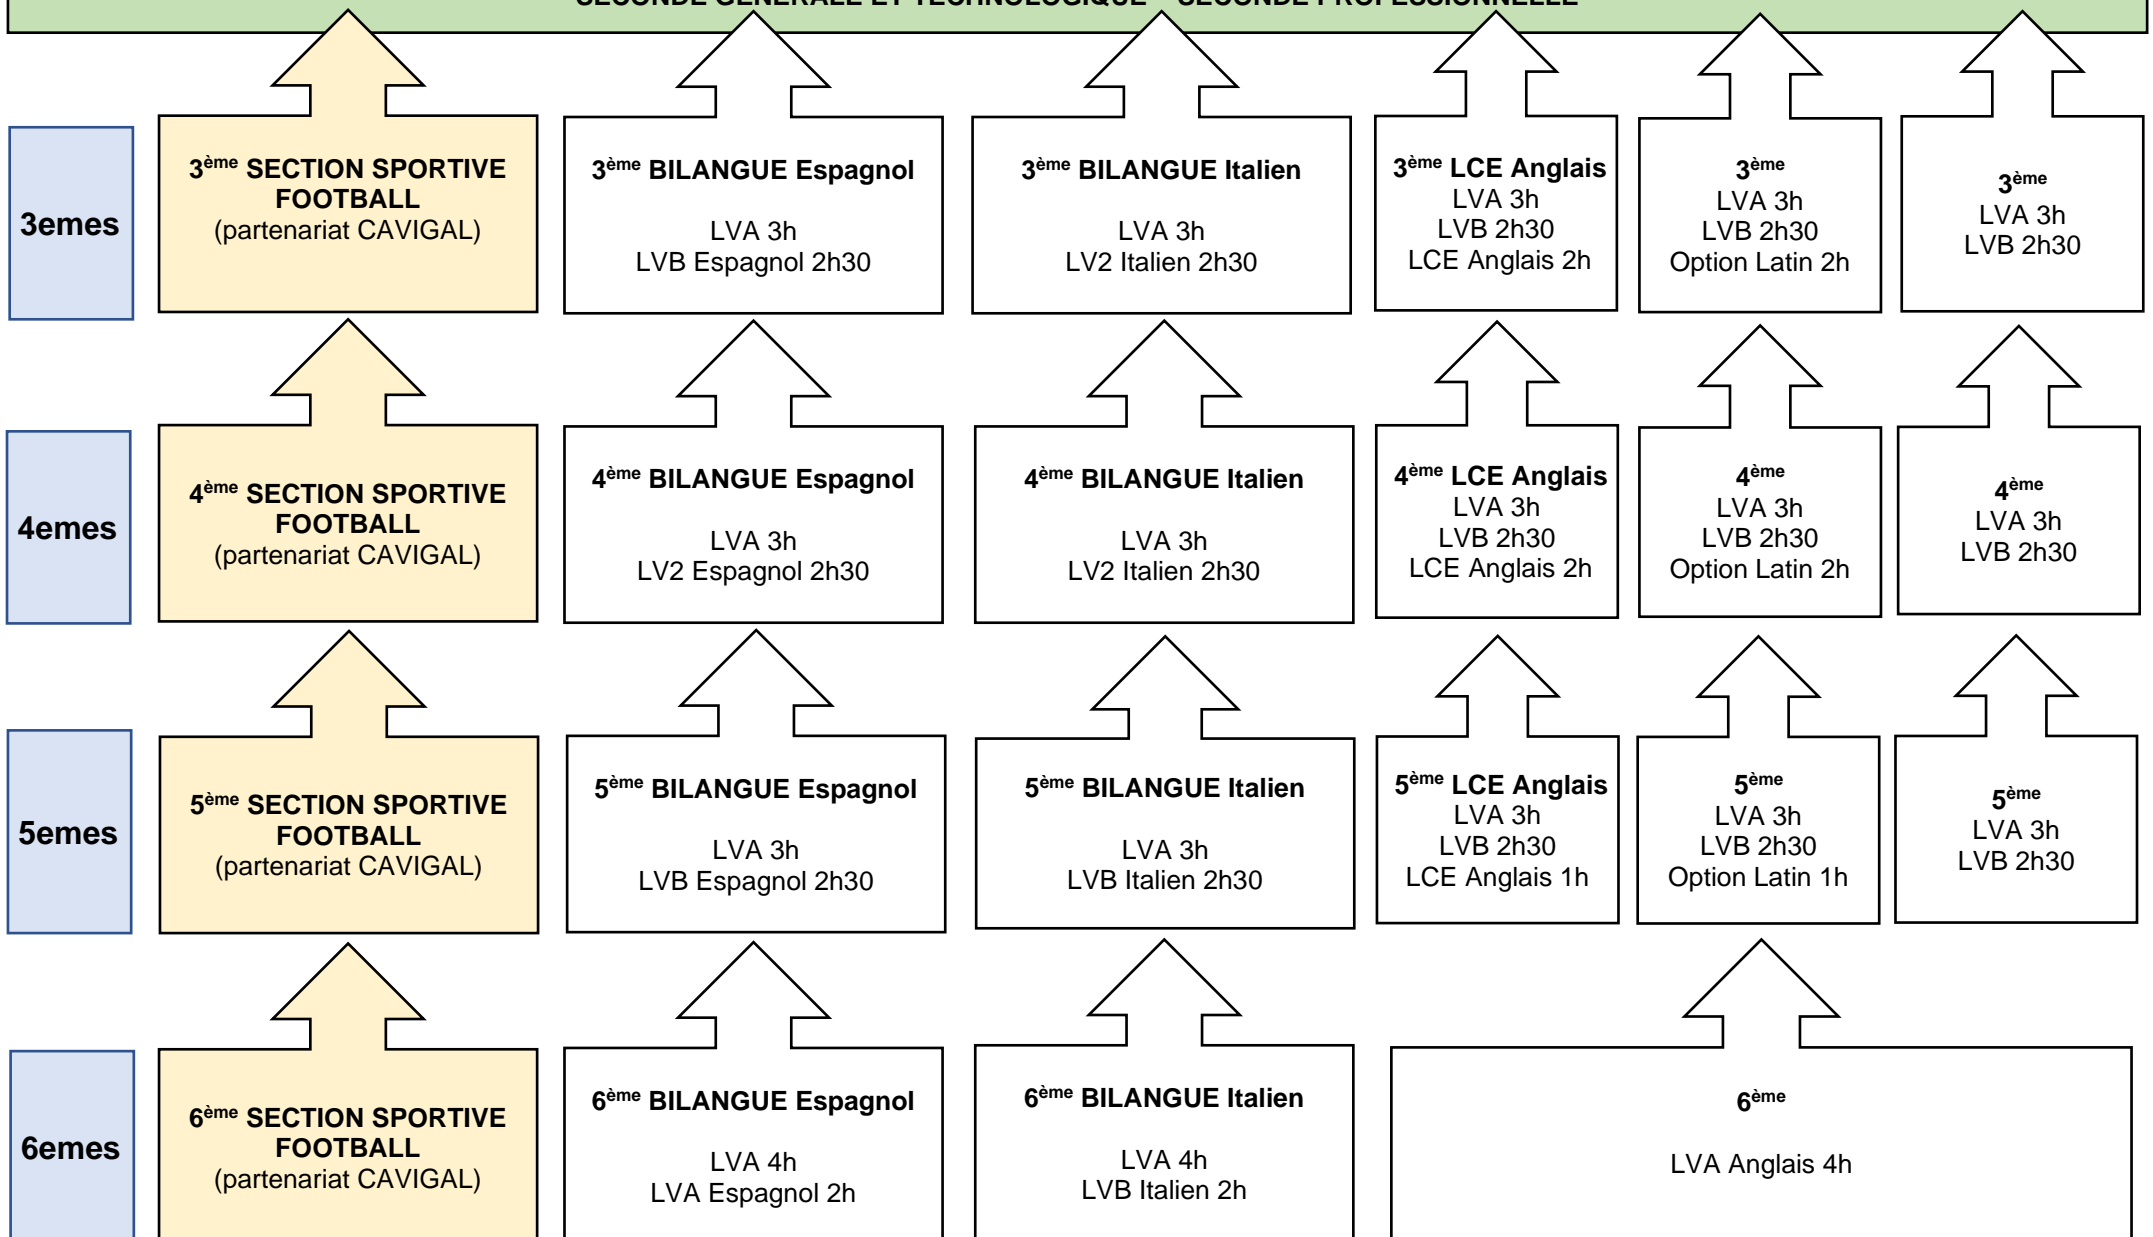 SECONDE GENERALE ET TECHNOLOGIQUE – SECONDE PROFESSIONNELLE
3emes
3ème SECTION SPORTIVE
FOOTBALL
(partenariat CAVIGAL)
3ème BILANGUE Espagnol
LVA 3h
LVB Espagnol 2h30
3ème BILANGUE Italien
LVA 3h
LV2 Italien 2h30
3ème LCE Anglais
LVA 3h
LVB 2h30
LCE Anglais 2h
3ème
LVA 3h
LVB 2h30
Option Latin 2h
3ème
LVA 3h
LVB 2h30
4emes
4ème SECTION SPORTIVE
FOOTBALL
(partenariat CAVIGAL)
4ème BILANGUE Espagnol
LVA 3h
LV2 Espagnol 2h30
4ème BILANGUE Italien
LVA 3h
LV2 Italien 2h30
4ème LCE Anglais
LVA 3h
LVB 2h30
LCE Anglais 2h
4ème
LVA 3h
LVB 2h30
Option Latin 2h
4ème
LVA 3h
LVB 2h30
5emes
5ème SECTION SPORTIVE
FOOTBALL
(partenariat CAVIGAL)
5ème BILANGUE Espagnol
LVA 3h
LVB Espagnol 2h30
5ème BILANGUE Italien
LVA 3h
LVB Italien 2h30
5ème LCE Anglais
LVA 3h
LVB 2h30
LCE Anglais 1h
5ème
LVA 3h
LVB 2h30
Option Latin 1h
5ème
LVA 3h
LVB 2h30
6emes
6ème SECTION SPORTIVE
FOOTBALL
(partenariat CAVIGAL)
6ème BILANGUE Espagnol
LVA 4h
LVA Espagnol 2h
6ème BILANGUE Italien
LVA 4h
LVB Italien 2h
6ème
LVA Anglais 4h